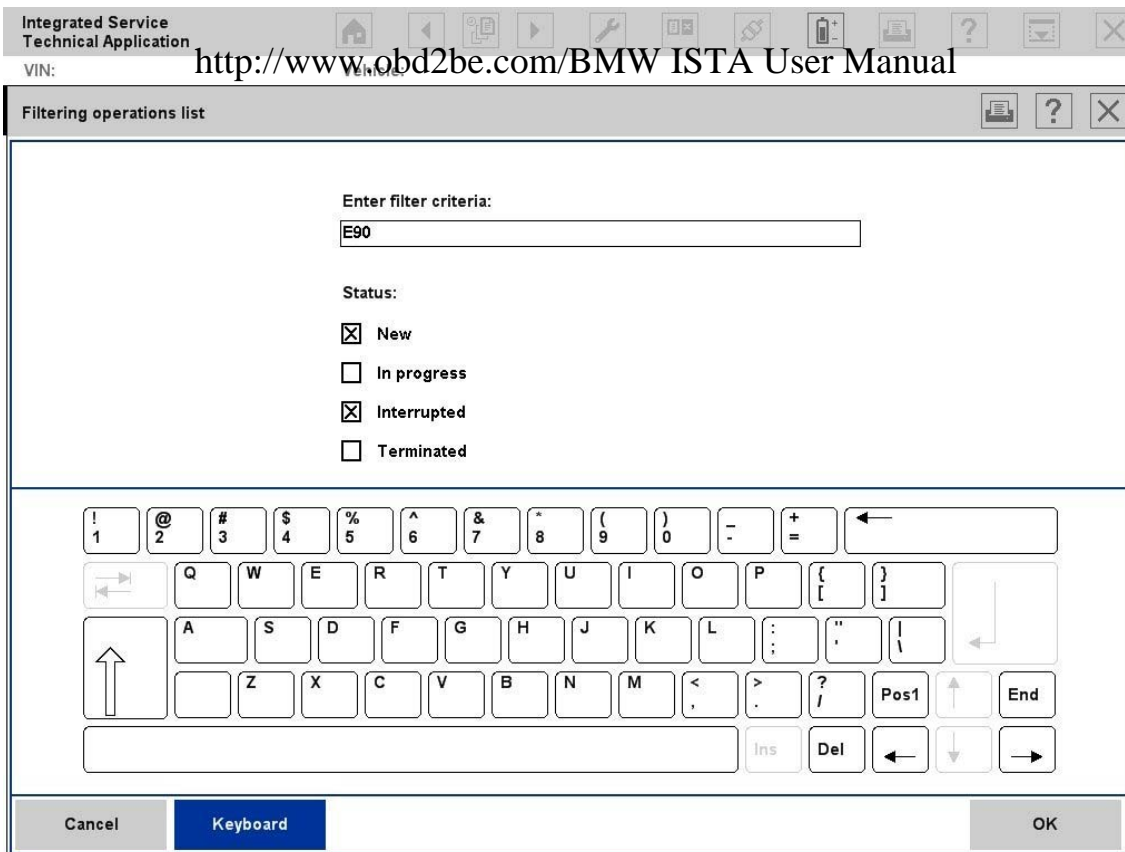 Integrated Service
Technical Application
http://www.obd2be.com/BMW ISTA User Manual
VIN:
Vehicle:
Filtering operations list
?
Enter filter criteria:
E90
Status:
New
In progress
Interrupted
Terminated
! @ # $ % ^ & * ( ) _ +
1 2 3 4 5 6 7 8 9 0 - =
Q W E R T Y U I O P { }
[ ]
A S D F G H J K L : " |
; ' \
Z X C V B N M < > ?
, . / Pos1 End
Ins Del
Cancel Keyboard OK